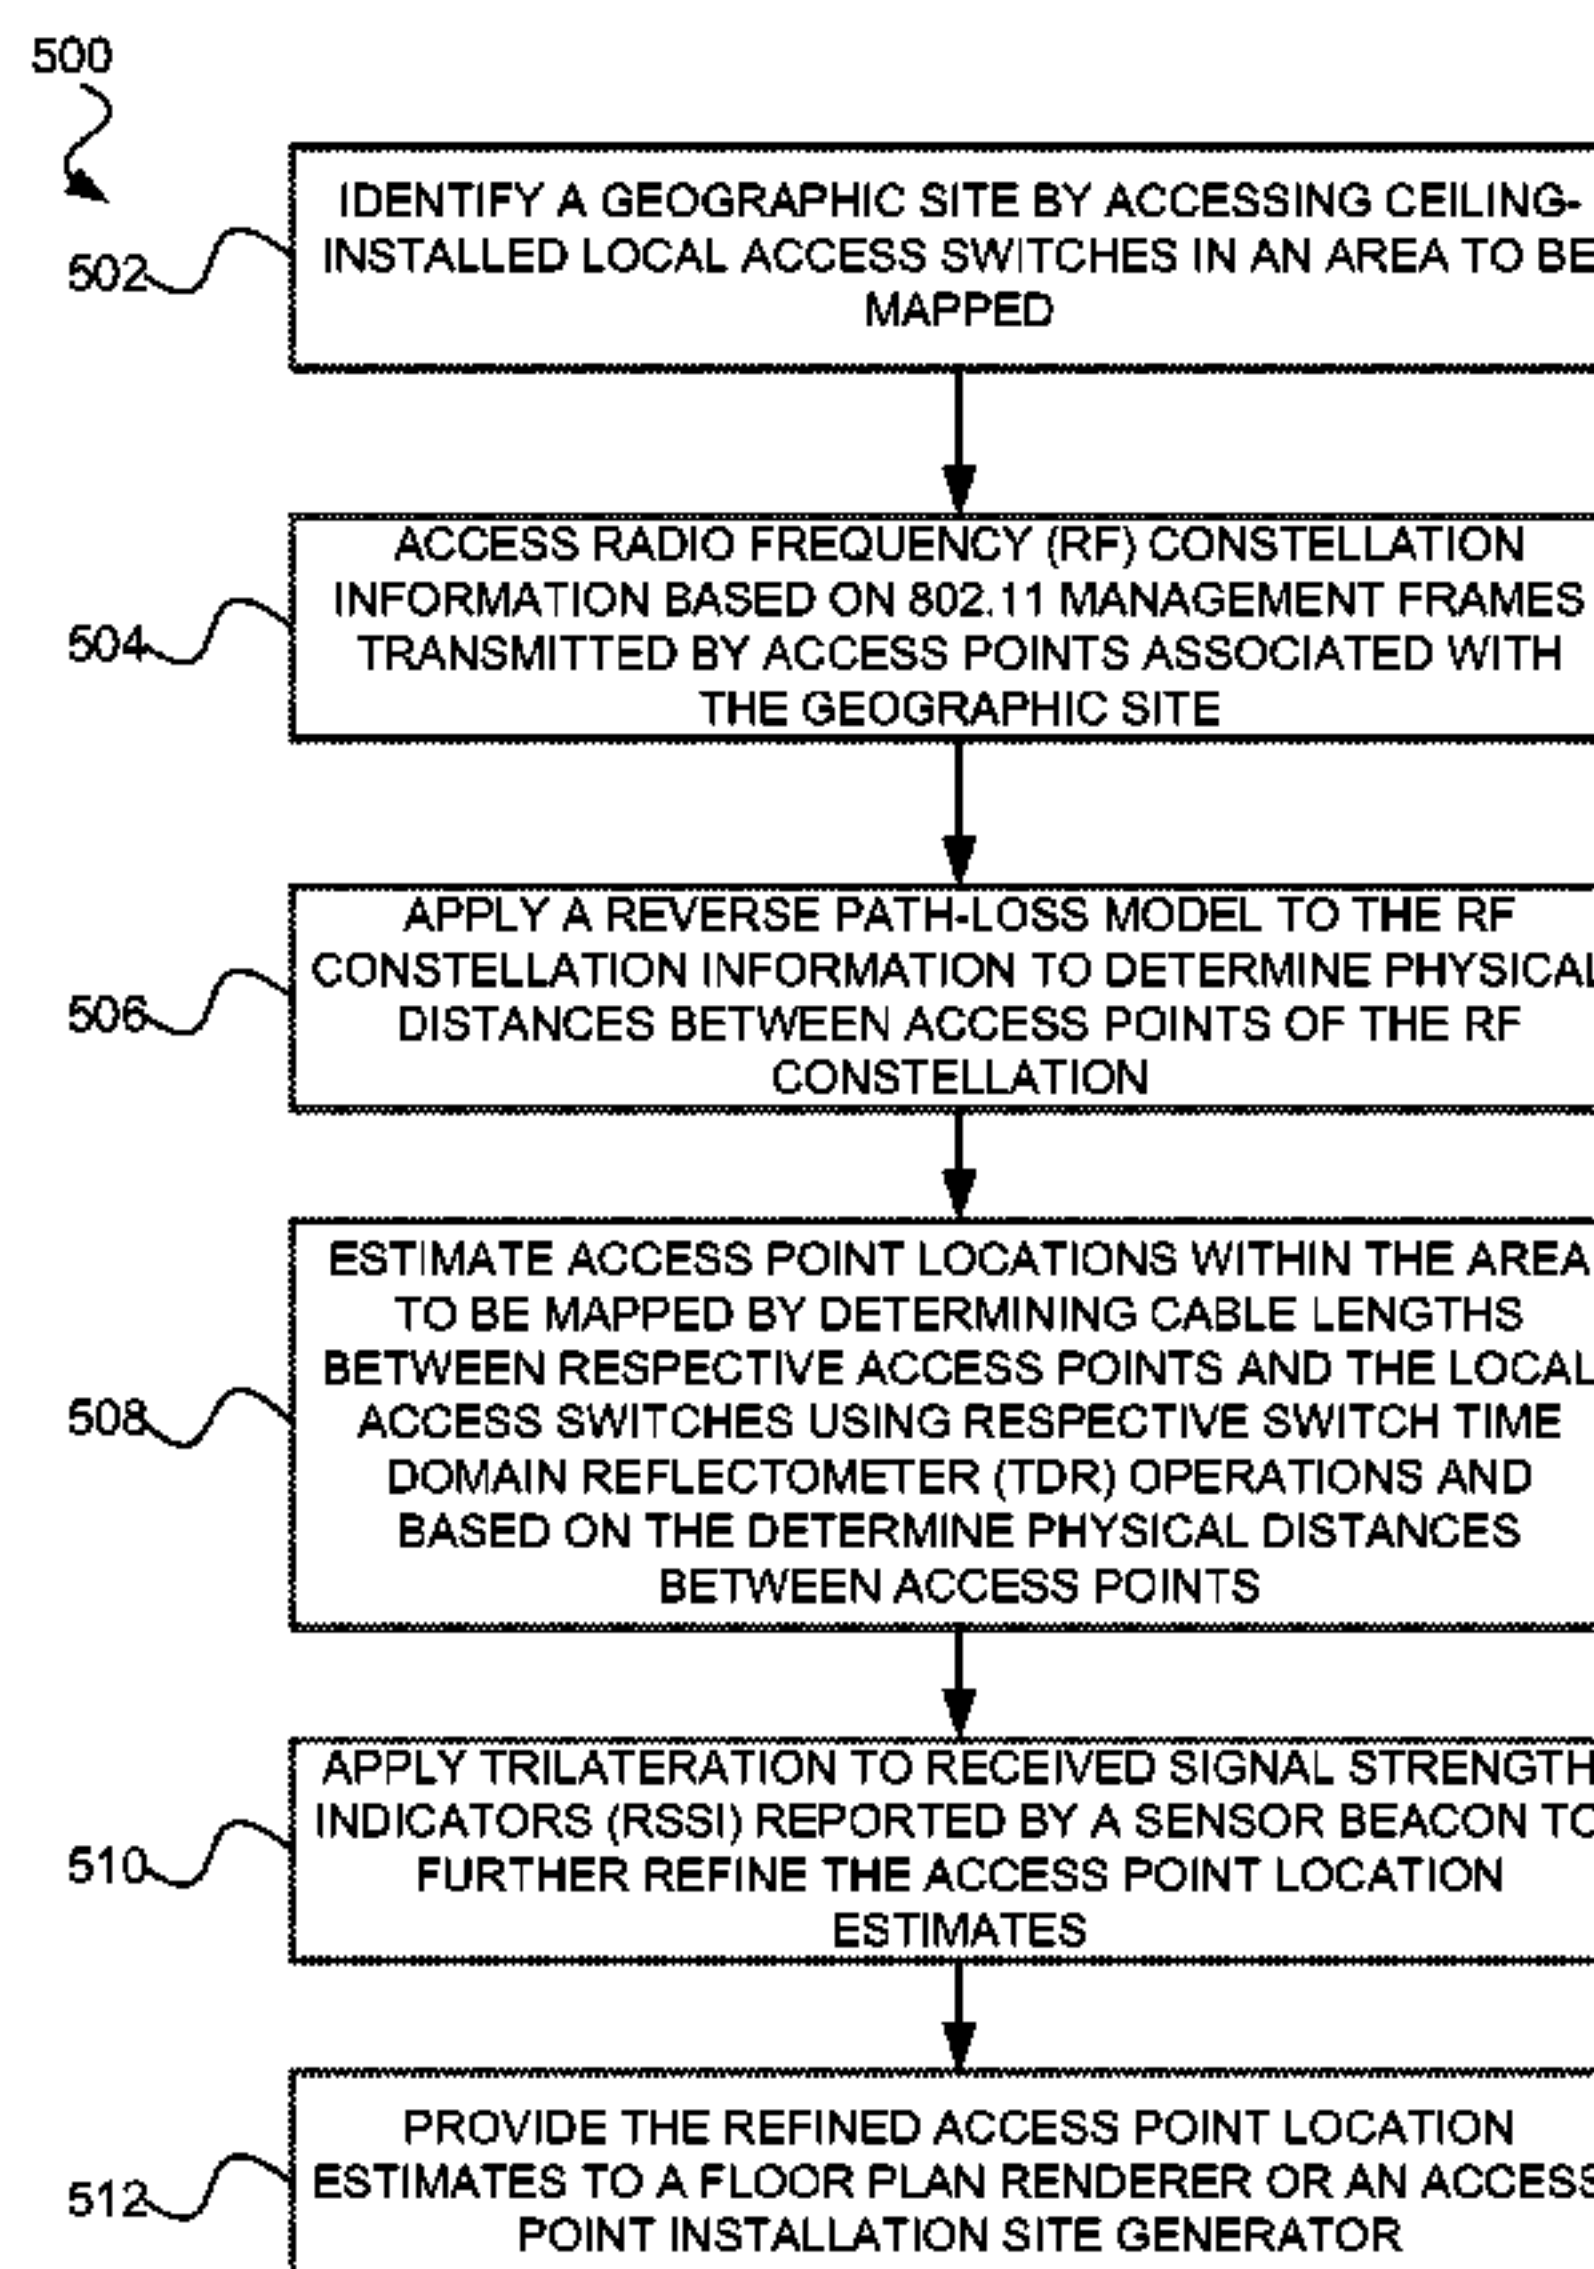 500
502
IDENTIFY A GEOGRAPHIC SITE BY ACCESSING CEILING-
INSTALLED LOCAL ACCESS SWITCHES IN AN AREA TO BE
MAPPED
504
ACCESS RADIO FREQUENCY (RF) CONSTELLATION
INFORMATION BASED ON 802.11 MANAGEMENT FRAMES
TRANSMITTED BY ACCESS POINTS ASSOCIATED WITH
THE GEOGRAPHIC SITE
506
APPLY A REVERSE PATH-LOSS MODEL TO THE RF
CONSTELLATION INFORMATION TO DETERMINE PHYSICAL
DISTANCES BETWEEN ACCESS POINTS OF THE RF
CONSTELLATION
508
ESTIMATE ACCESS POINT LOCATIONS WITHIN THE AREA
TO BE MAPPED BY DETERMINING CABLE LENGTHS
BETWEEN RESPECTIVE ACCESS POINTS AND THE LOCAL
ACCESS SWITCHES USING RESPECTIVE SWITCH TIME
DOMAIN REFLECTOMETER (TDR) OPERATIONS AND
BASED ON THE DETERMINE PHYSICAL DISTANCES
BETWEEN ACCESS POINTS
510
APPLY TRILATERATION TO RECEIVED SIGNAL STRENGTH
INDICATORS (RSSI) REPORTED BY A SENSOR BEACON TO
FURTHER REFINE THE ACCESS POINT LOCATION
ESTIMATES
512
PROVIDE THE REFINED ACCESS POINT LOCATION
ESTIMATES TO A FLOOR PLAN RENDERER OR AN ACCESS
POINT INSTALLATION SITE GENERATOR